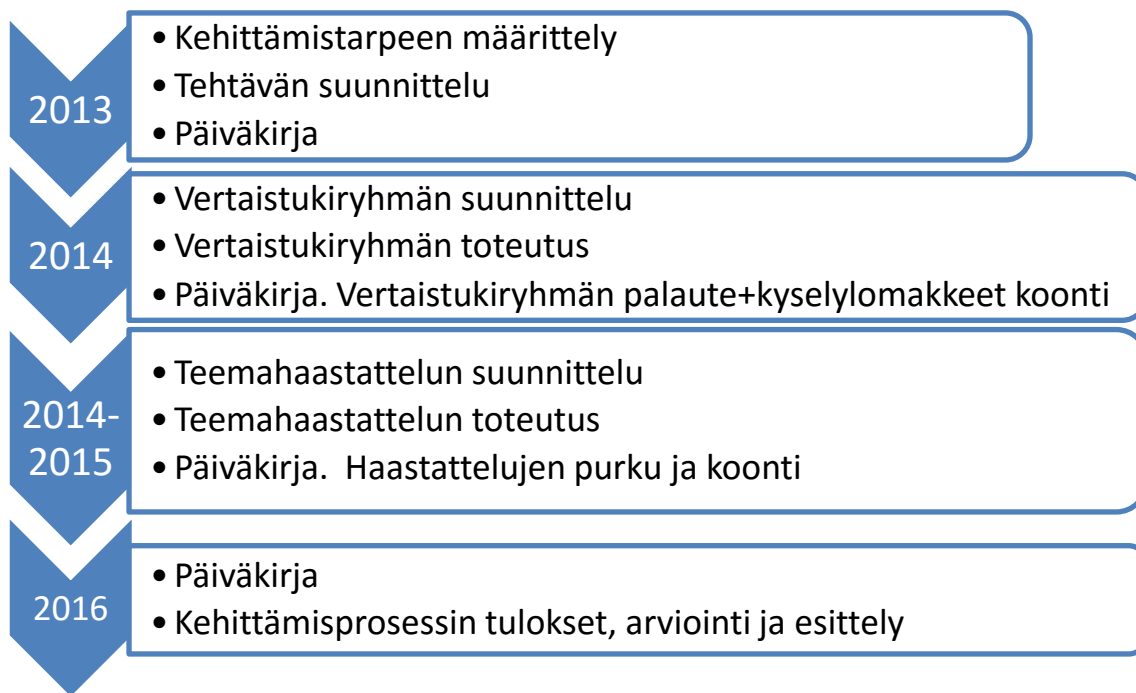 2013
• Kehittämistarpeen määrittely
• Tehtävän suunnittelu
• Päiväkirja
2014
• Vertaistukiryhmän suunnittelu
• Vertaistukiryhmän toteutus
• Päiväkirja. Vertaistukiryhmän palaute+kyselylomakkeet koonti
2014-
2015
• Teemahaastattelun suunnittelu
• Teemahaastattelun toteutus
• Päiväkirja.  Haastattelujen purku ja koonti
2016
• Päiväkirja
• Kehittämisprosessin tulokset, arviointi ja esittely